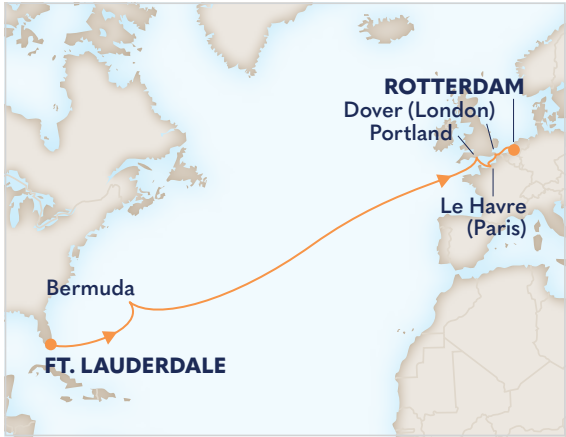 ROTTERDAM
Dover (London)
Portland
Le Havre
(Paris)
Bermuda
FT. LAUDERDALE